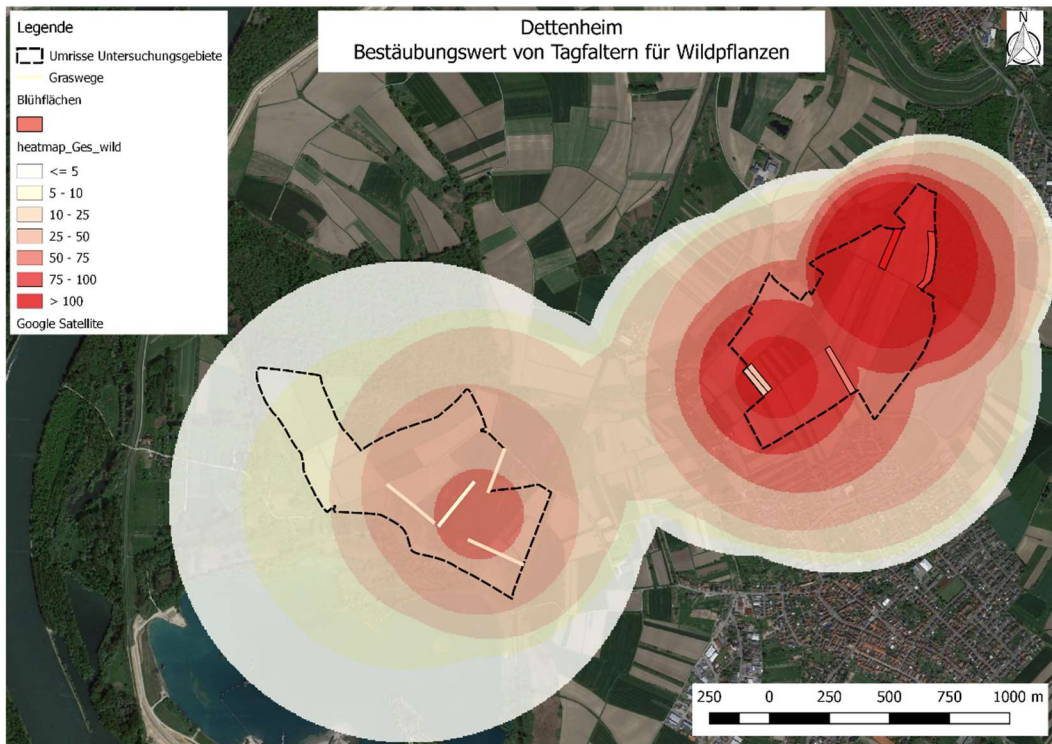 Dettenheim
Bestäubungswert von Tagfaltern für Wildpflanzen
N
Legende
Umrisse Untersuchungsgebiete
Graswege
Blühflächen
heatmap_Ges_wild
<= 5
5 - 10
10 - 25
25 - 50
50 - 75
75 - 100
> 100
Google Satellite
250 0 250 500 750 1000 m